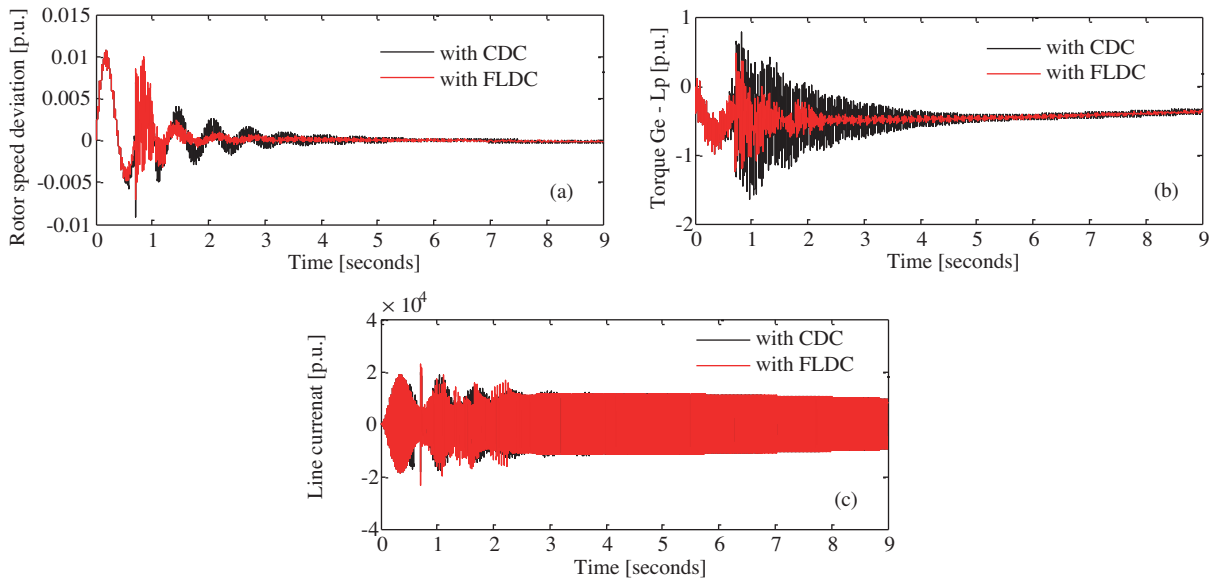 Rotor speed deviation [p.u.]
0.015
0.01
0.005
0
-0.005
-0.01
with CDC
with FLDC
(a)
0 1 2 3 4 5 6 7 8 9
Time [seconds]
Torque Ge - Lp [p.u.]
1
0
-1
-2
with CDC
with FLDC
(b)
0 1 2 3 4 5 6 7 8 9
Time [seconds]
× 10⁴
Line currenat [p.u.]
4
2
0
-2
-4
with CDC
with FLDC
(c)
0 1 2 3 4 5 6 7 8 9
Time [seconds]